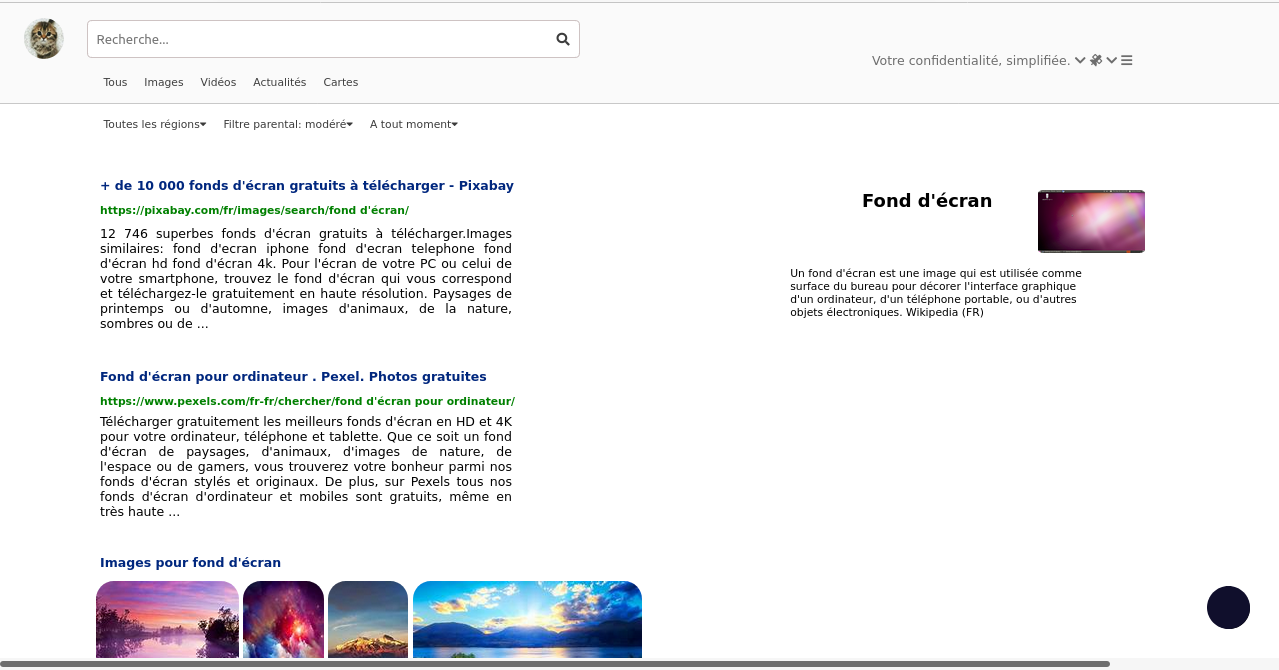 Recherche...
Votre confidentialité, simplifiée.
Tous Images Vidéos Actualités Cartes
Toutes les régions Filtre parental: modéré A tout moment
+ de 10 000 fonds d'écran gratuits à télécharger - Pixabay
https://pixabay.com/fr/images/search/fond d'écran/
12 746 superbes fonds d'écran gratuits à télécharger.Images
similaires: fond d'ecran iphone fond d'ecran telephone fond
d'écran hd fond d'écran 4k. Pour l'écran de votre PC ou celui de
votre smartphone, trouvez le fond d'écran qui vous correspond
et téléchargez-le gratuitement en haute résolution. Paysages de
printemps ou d'automne, images d'animaux, de la nature,
sombres ou de ...
Fond d'écran pour ordinateur . Pexel. Photos gratuites
https://www.pexels.com/fr-fr/chercher/fond d'écran pour ordinateur/
Télécharger gratuitement les meilleurs fonds d'écran en HD et 4K
pour votre ordinateur, téléphone et tablette. Que ce soit un fond
d'écran de paysages, d'animaux, d'images de nature, de
l'espace ou de gamers, vous trouverez votre bonheur parmi nos
fonds d'écran stylés et originaux. De plus, sur Pexels tous nos
fonds d'écran d'ordinateur et mobiles sont gratuits, même en
très haute ...
Images pour fond d'écran
Fond d'écran
Un fond d'écran est une image qui est utilisée comme
surface du bureau pour décorer l'interface graphique
d'un ordinateur, d'un téléphone portable, ou d'autres
objets électroniques. Wikipedia (FR)